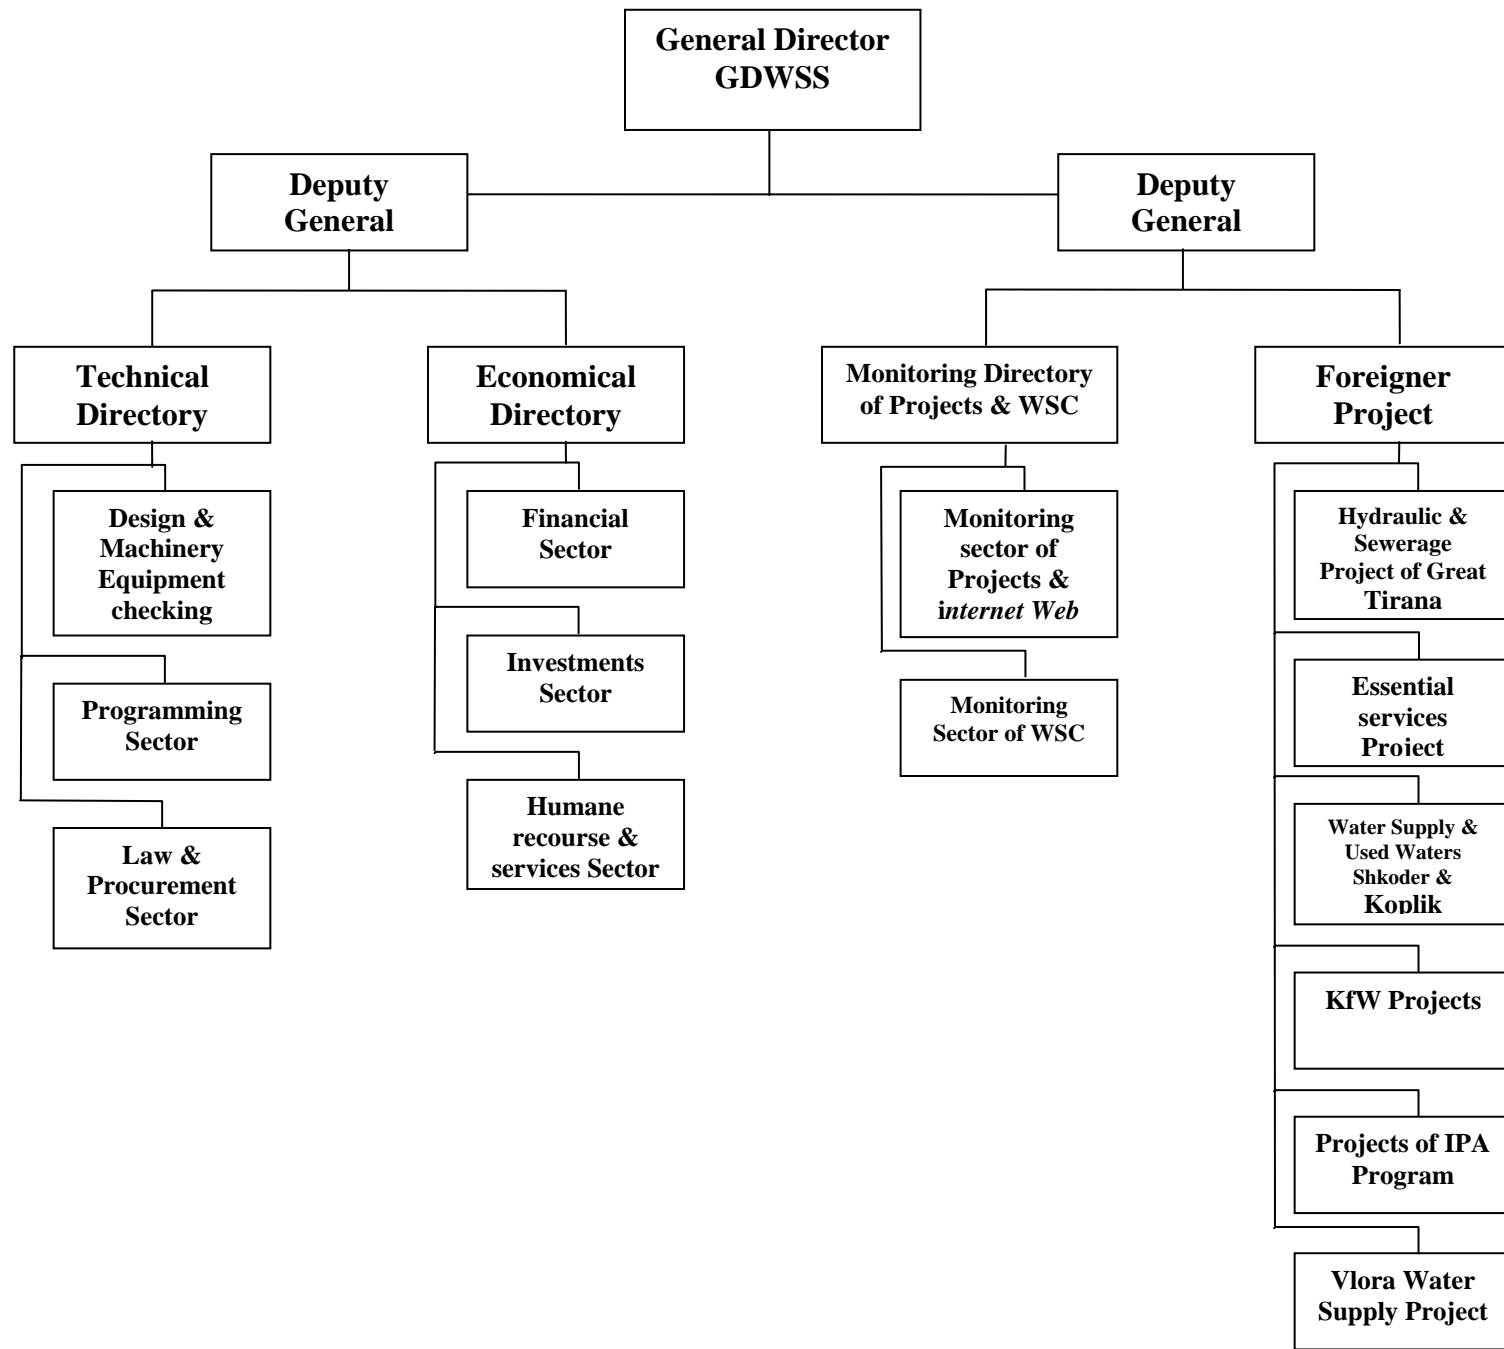 General Director
GDWSS
Deputy
General
Deputy
General
Technical
Directory
Economical
Directory
Monitoring Directory
of Projects & WSC
Foreigner
Project
Design &
Machinery
Equipment
checking
Programming
Sector
Law &
Procurement
Sector
Financial
Sector
Investments
Sector
Humane
recourse &
services Sector
Monitoring
sector of
Projects &
internet Web
Monitoring
Sector of WSC
Hydraulic &
Sewerage
Project of Great
Tirana
Essential
services
Project
Water Supply &
Used Waters
Shkoder &
Koplik
KfW Projects
Projects of IPA
Program
Vlora Water
Supply Project